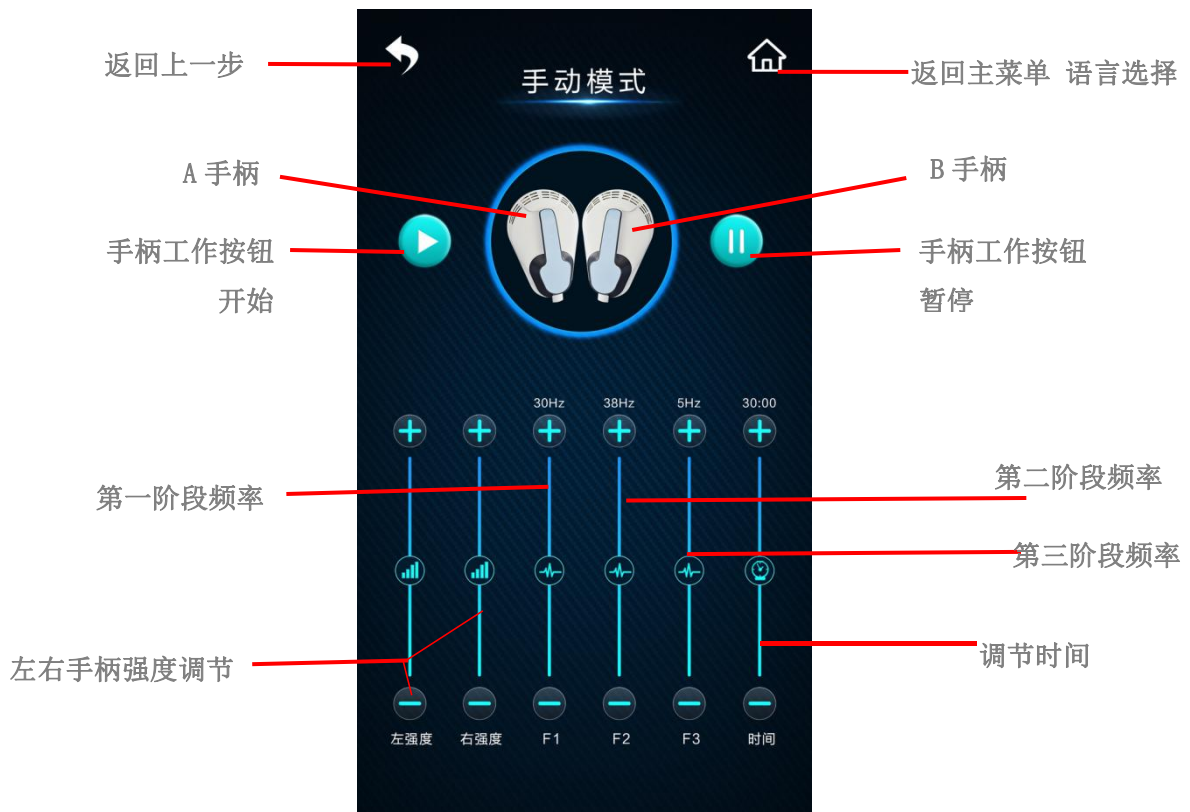 返回上一步
手动模式
返回主菜单 语言选择
A 手柄
B 手柄
手柄工作按钮
开始
手柄工作按钮
暂停
30Hz 38Hz 5Hz 30:00
第一阶段频率
第二阶段频率
第三阶段频率
左右手柄强度调节
调节时间
左强度 右强度 F1 F2 F3 时间